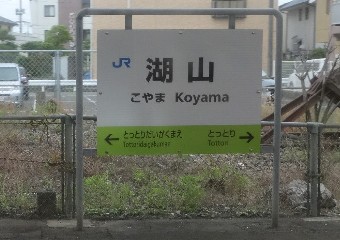 JR 湖山
こやま Koyama
とっとりだいがくまえ とっとり
Tottoridaigakumae Tottori